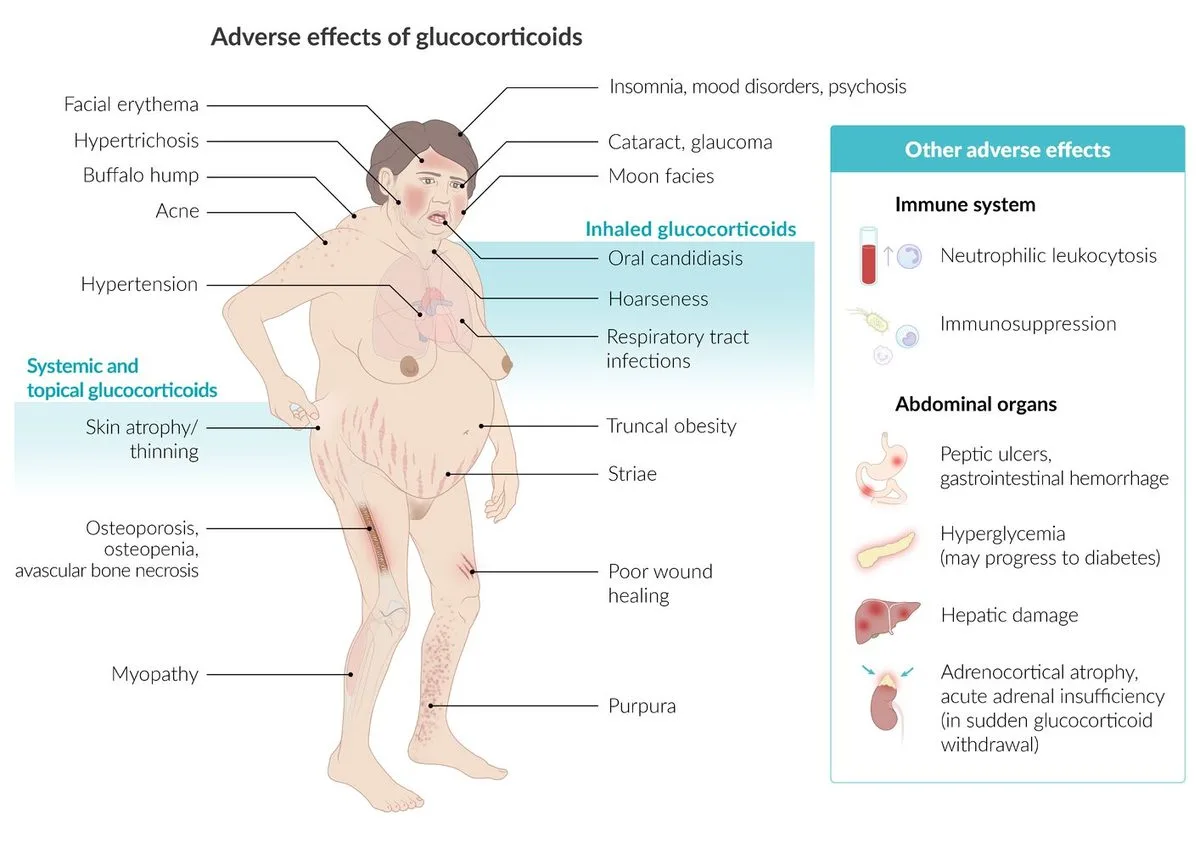 Adverse effects of glucocorticoids
Facial erythema
Hypertrichosis
Buffalo hump
Acne
Hypertension
Systemic and
topical glucocorticoids
Skin atrophy/
thinning
Osteoporosis,
osteopenia,
avascular bone necrosis
Myopathy
Insomnia, mood disorders, psychosis
Cataract, glaucoma
Moon facies
Inhaled glucocorticoids
Oral candidiasis
Hoarseness
Respiratory tract
infections
Truncal obesity
Striae
Poor wound
healing
Purpura
Other adverse effects
Immune system
Neutrophilic leukocytosis
Immunosuppression
Abdominal organs
Peptic ulcers,
gastrointestinal hemorrhage
Hyperglycemia
(may progress to diabetes)
Hepatic damage
Adrenocortical atrophy,
acute adrenal insufficiency
(in sudden glucocorticoid
withdrawal)